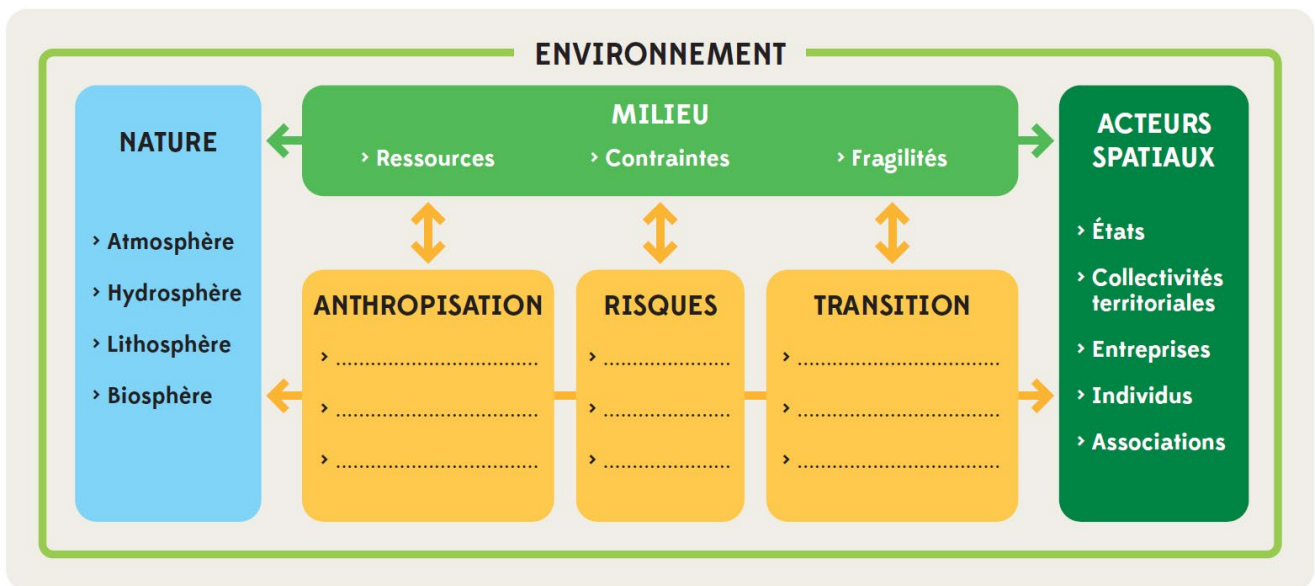 ENVIRONNEMENT
NATURE
› Atmosphère
› Hydrosphère
› Lithosphère
› Biosphère
MILIEU
› Ressources › Contraintes › Fragilités
ANTHROPISATION
› ..................................
› ..................................
› ..................................
RISQUES
› ........................
› ........................
› ........................
TRANSITION
› ....................................
› ....................................
› ....................................
ACTEURS
SPATIAUX
› États
› Collectivités
territoriales
› Entreprises
› Individus
› Associations